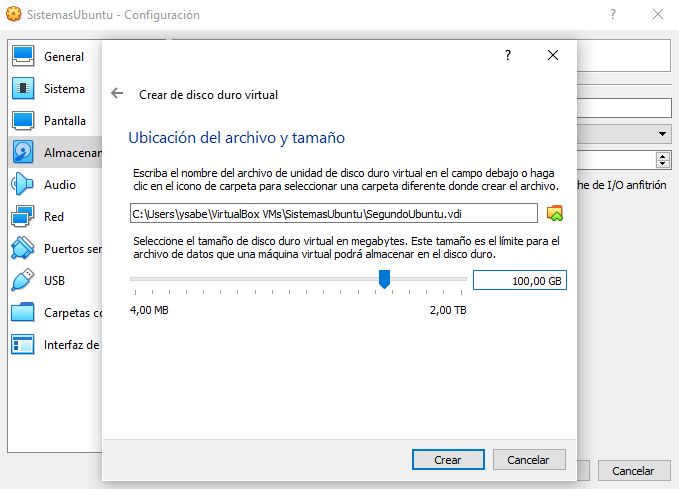 SistemasUbuntu - Configuración
General
Sistema
Pantalla
Almacenar
Audio
Red
Puertos ser
USB
Carpetas co
Interfaz de
Crear de disco duro virtual
Ubicación del archivo y tamaño
Escriba el nombre del archivo de unidad de disco duro virtual en el campo debajo o haga
clic en el icono de carpeta para seleccionar una carpeta diferente donde crear el archivo.
C:\Users\ysabe\VirtualBox VMs\SistemasUbuntu\SegundoUbuntu.vdi
Seleccione el tamaño de disco duro virtual en megabytes. Este tamaño es el límite para el
archivo de datos que una máquina virtual podrá almacenar en el disco duro.
100,00 GB
4,00 MB 2,00 TB
Crear Cancelar
he de I/O anfitrión
Cancelar